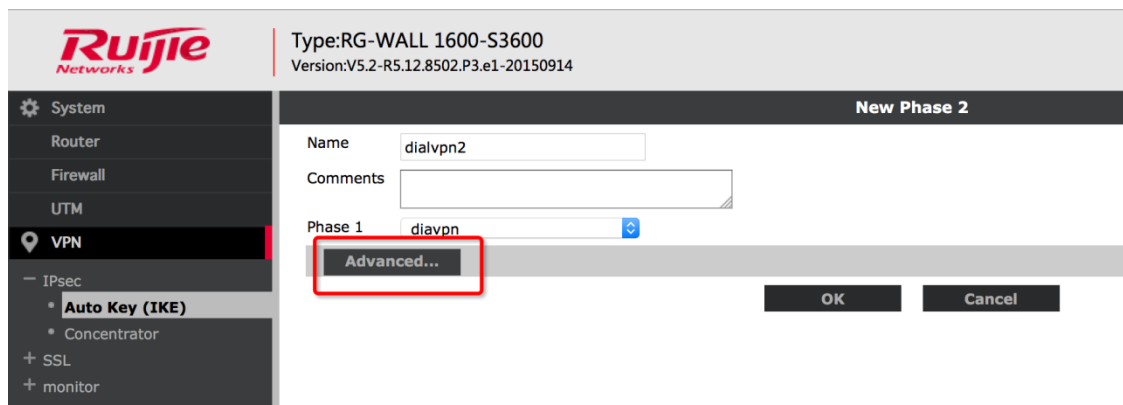 Ruijie
Networks
Type:RG-WALL 1600-S3600
Version:V5.2-R5.12.8502.P3.e1-20150914
System
Router
Firewall
UTM
VPN
IPsec
Auto Key (IKE)
Concentrator
+ SSL
+ monitor
New Phase 2
Name
dialvpn2
Comments
Phase 1
diavpn
Advanced...
OK
Cancel